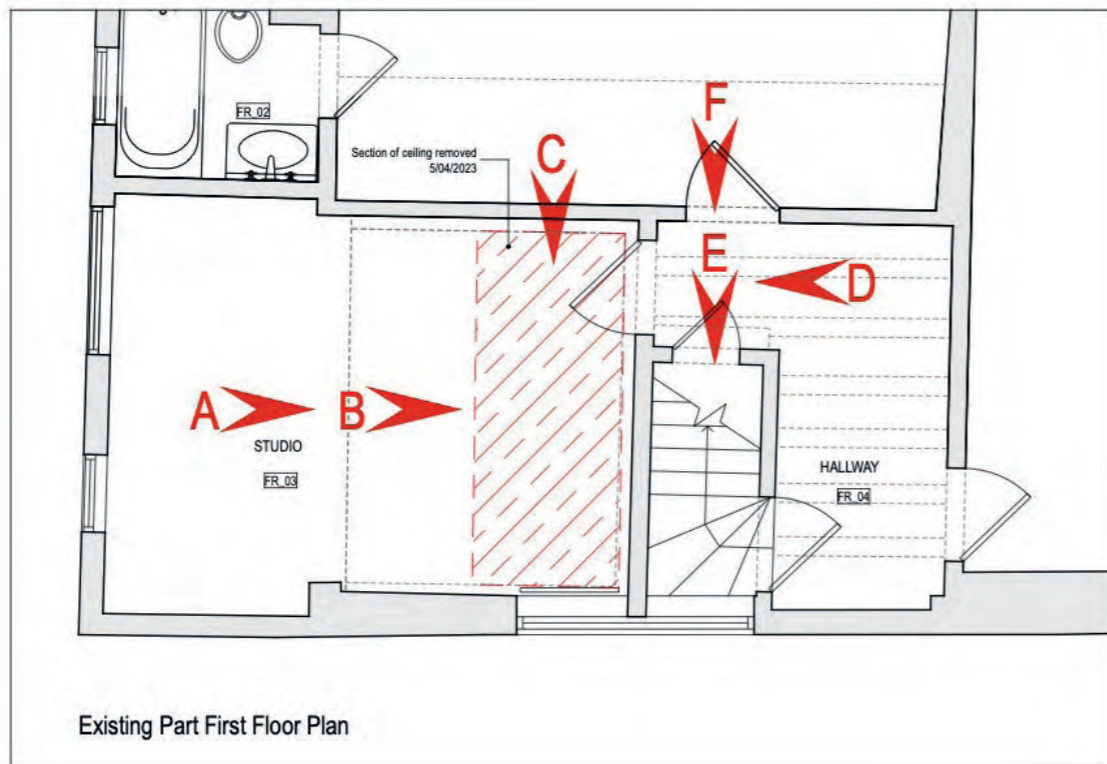 FR_02
Section of ceiling removed
5/04/2023
C
F
E
D
A
B
STUDIO
FR_03
HALLWAY
FR_04
Existing Part First Floor Plan